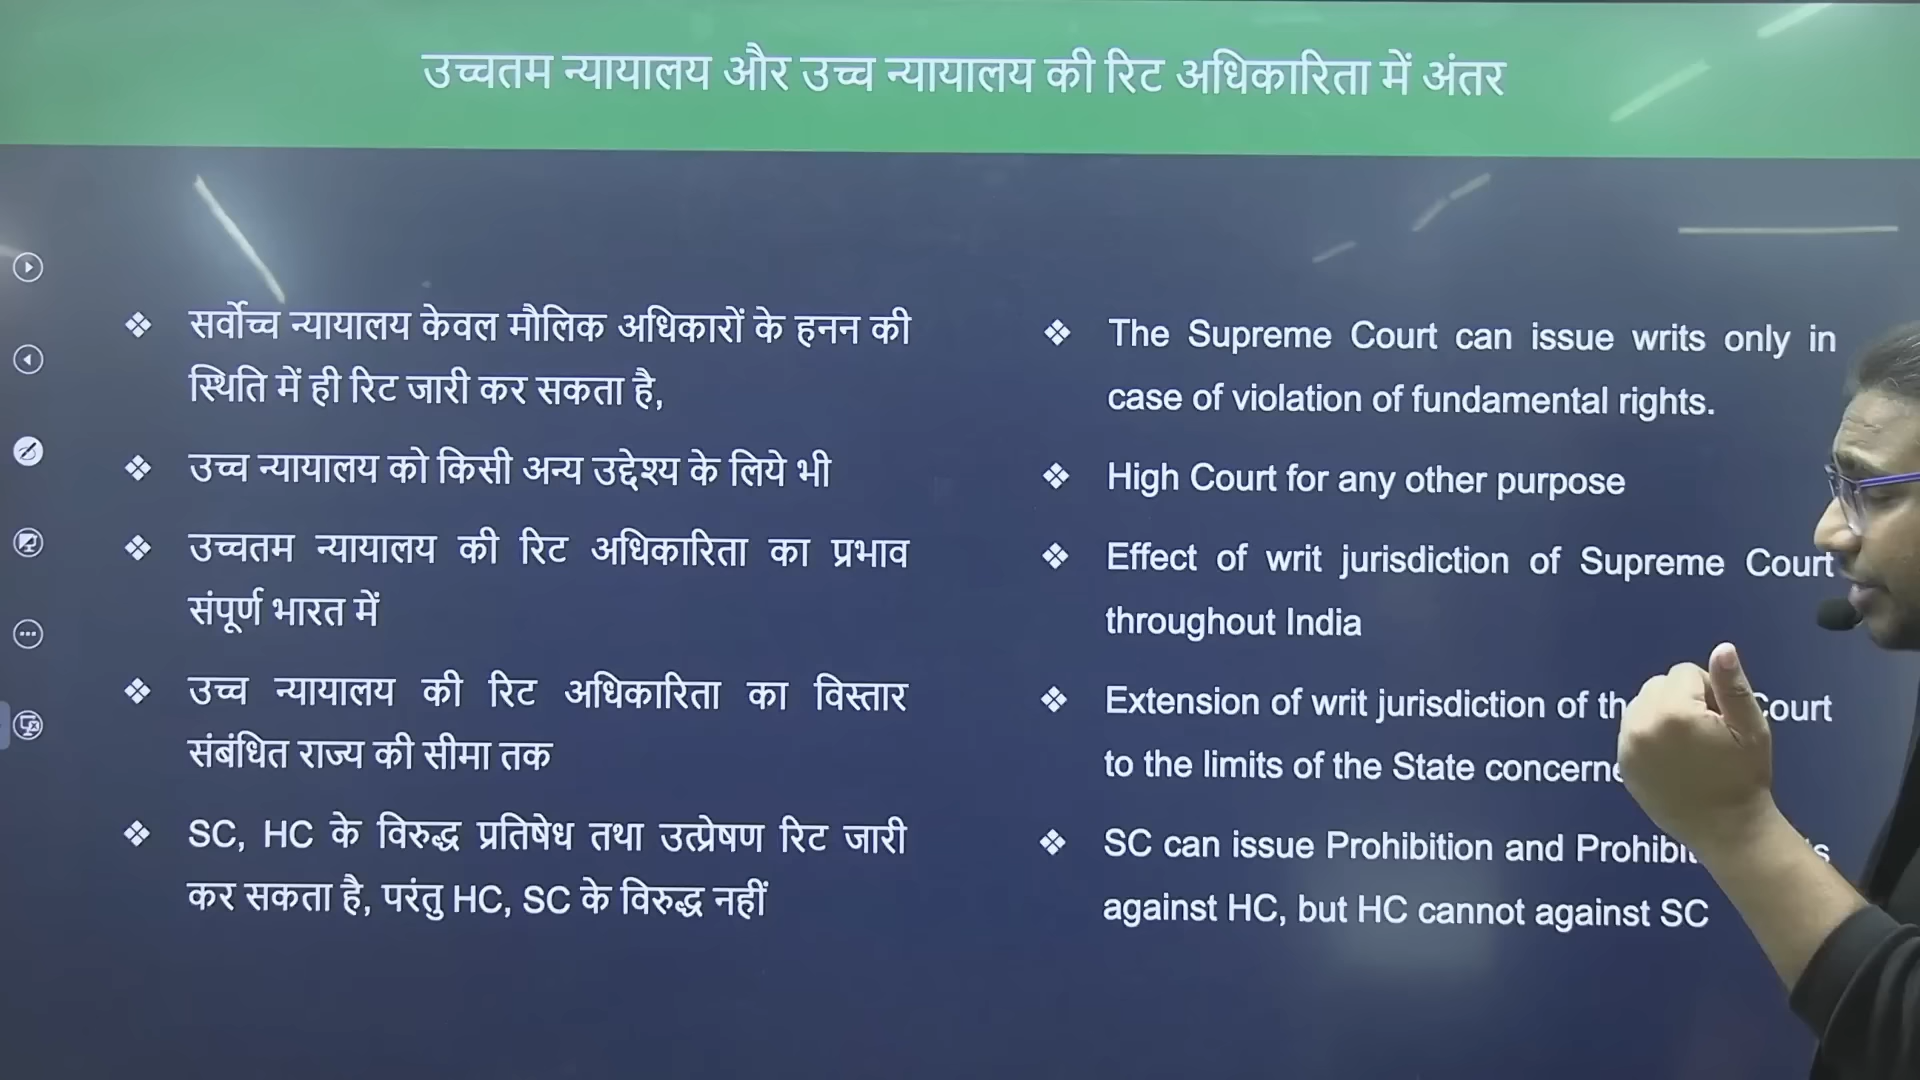 उच्चतम न्यायालय और उच्च न्यायालय की रिट अधिकारिता में अंतर
❖ सर्वोच्च न्यायालय केवल मौलिक अधिकारों के हनन की
स्थिति में ही रिट जारी कर सकता है,
❖ उच्च न्यायालय को किसी अन्य उद्देश्य के लिये भी
❖ उच्चतम न्यायालय की रिट अधिकारिता का प्रभाव
संपूर्ण भारत में
❖ उच्च न्यायालय की रिट अधिकारिता का विस्तार
संबंधित राज्य की सीमा तक
❖ SC, HC के विरुद्ध प्रतिषेध तथा उत्प्रेषण रिट जारी
कर सकता है, परंतु HC, SC के विरुद्ध नहीं
❖ The Supreme Court can issue writs only in
case of violation of fundamental rights.
❖ High Court for any other purpose
❖ Effect of writ jurisdiction of Supreme Court
throughout India
❖ Extension of writ jurisdiction of Court
to the limits of the State
❖ SC can issue Prohibition and
against HC, but HC cannot against SC